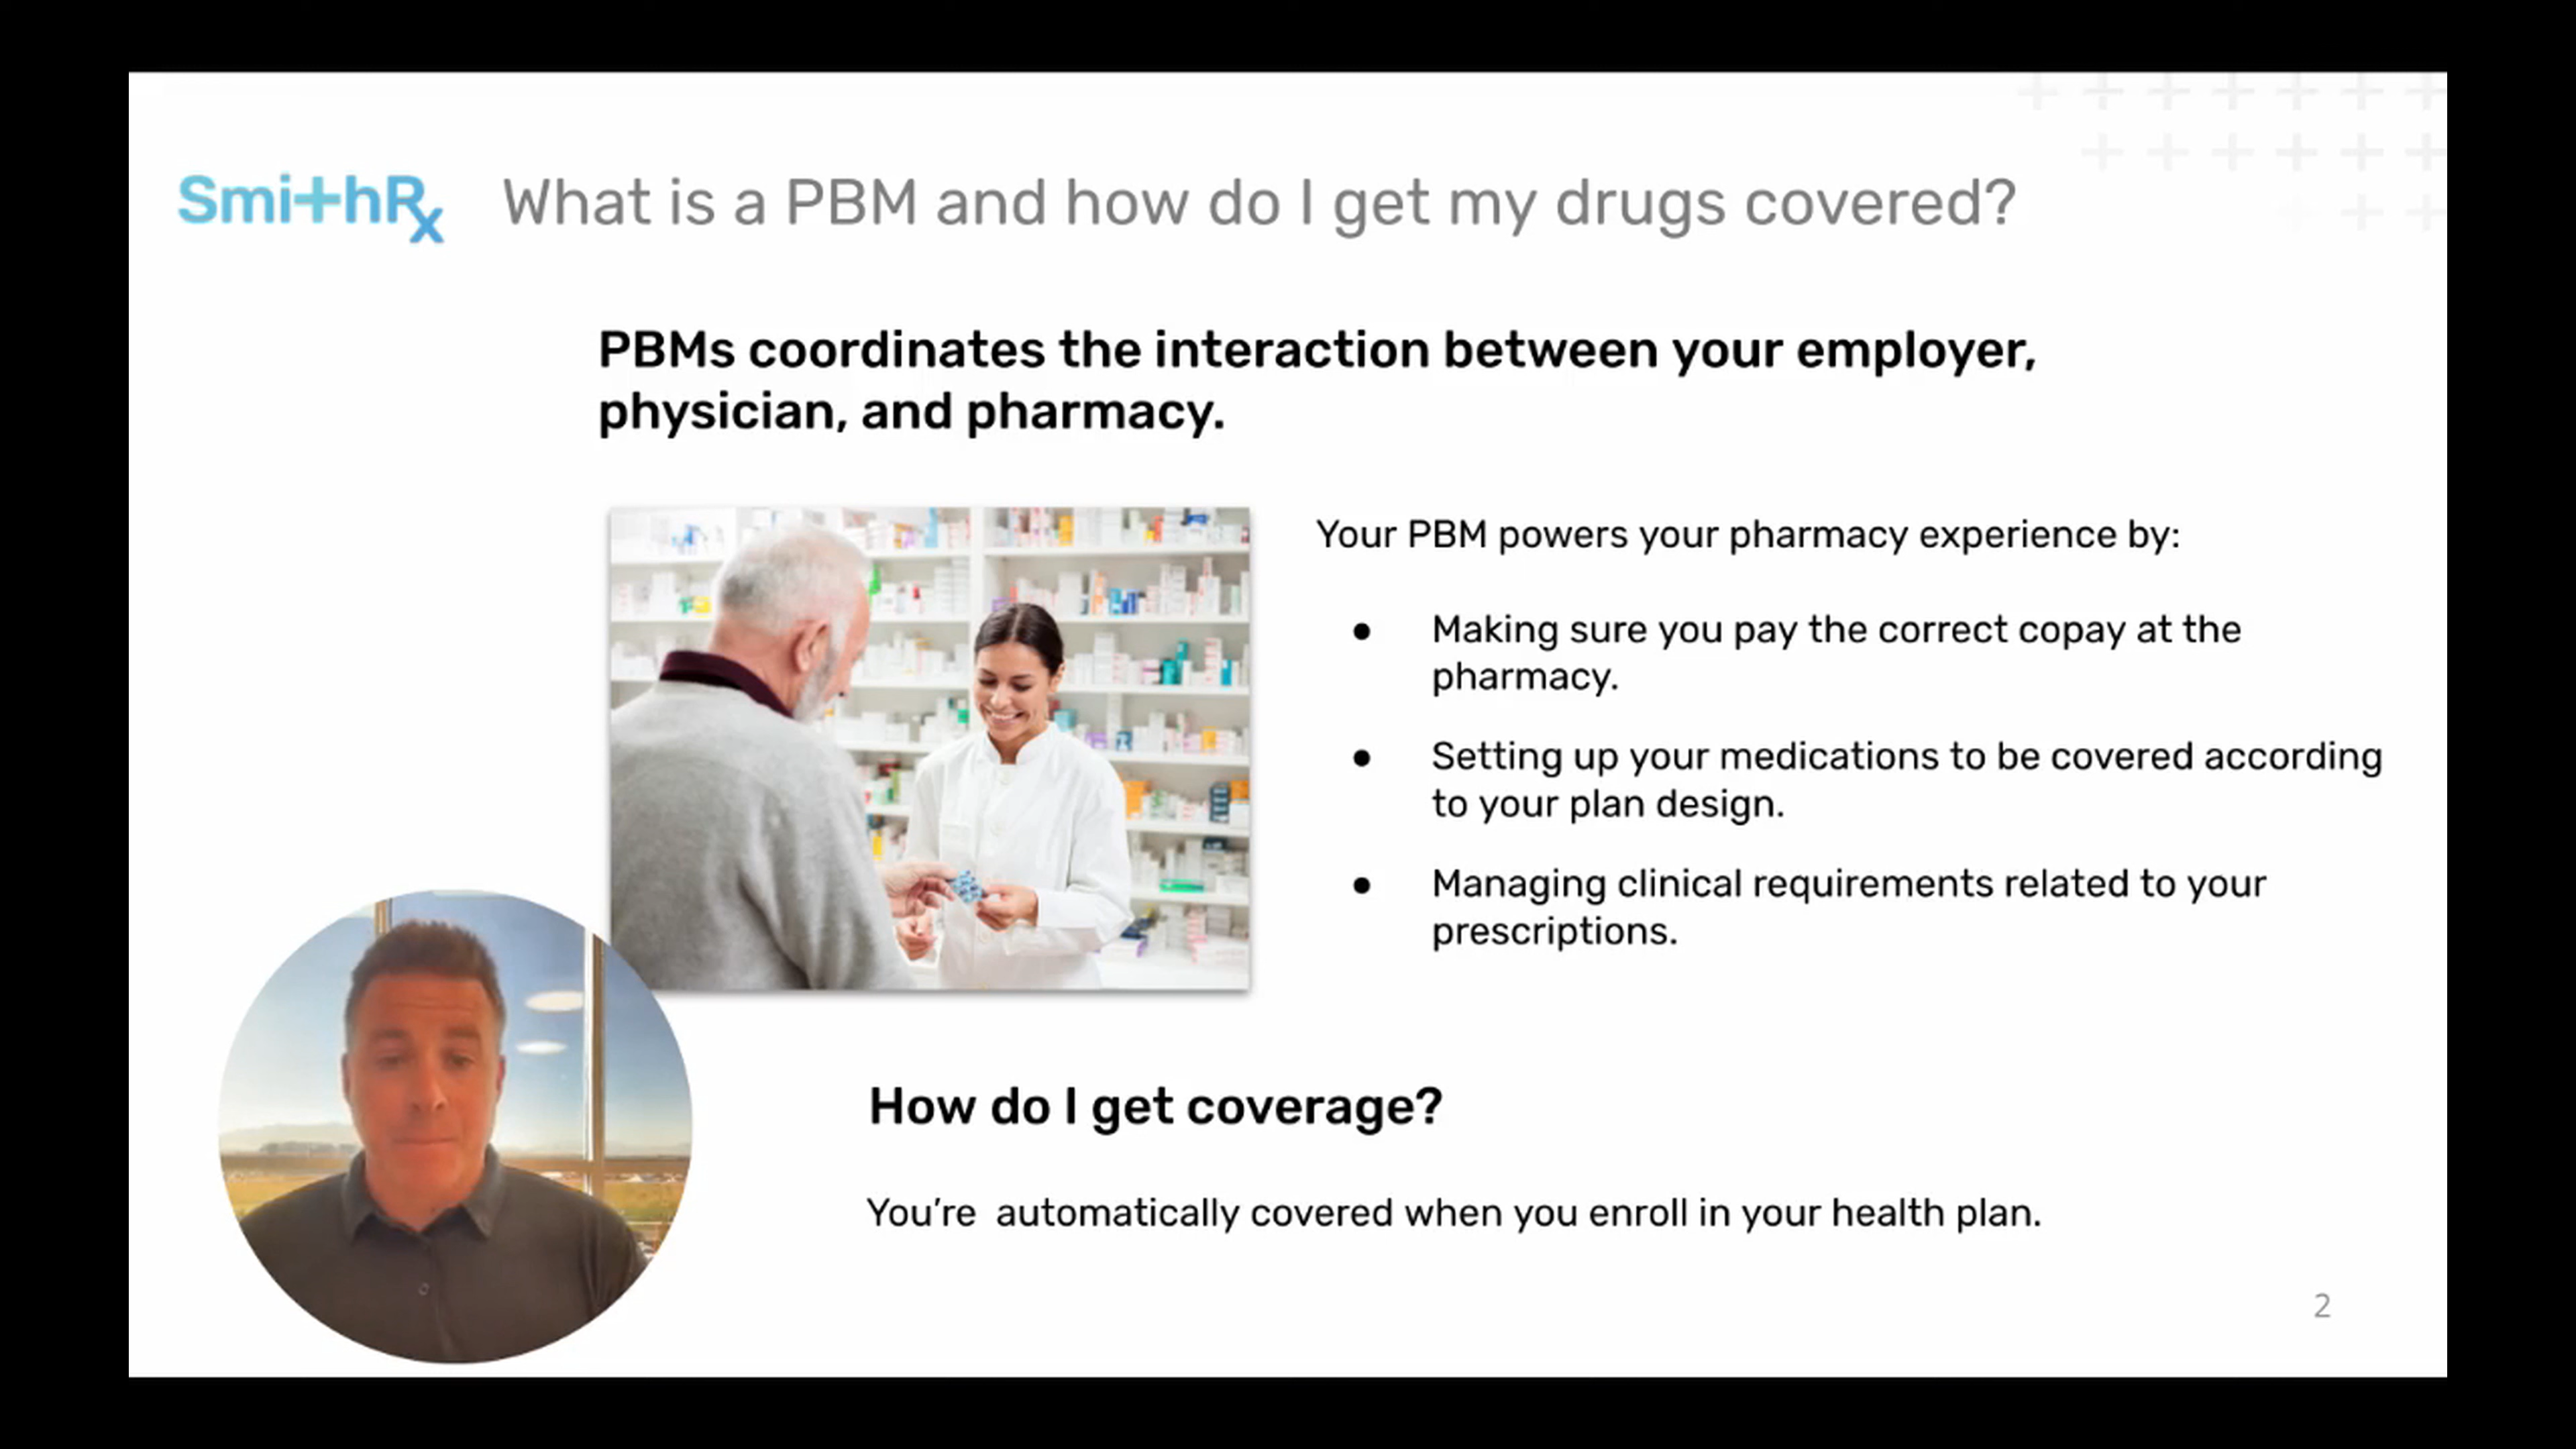 SmithRx What is a PBM and how do I get my drugs covered?
PBMs coordinates the interaction between your employer,
physician, and pharmacy.
Your PBM powers your pharmacy experience by:
● Making sure you pay the correct copay at the
pharmacy.
● Setting up your medications to be covered according
to your plan design.
● Managing clinical requirements related to your
prescriptions.
How do I get coverage?
You’re  automatically covered when you enroll in your health plan.
2